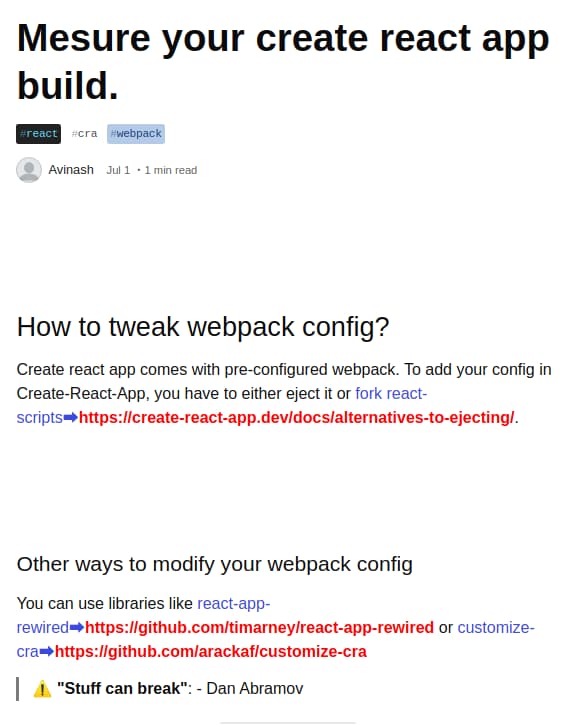 Mesure your create react app
build.
#react #cra #webpack
Avinash Jul 1 • 1 min read
How to tweak webpack config?
Create react app comes with pre-configured webpack. To add your config in
Create-React-App, you have to either eject it or fork react-
scripts➡https://create-react-app.dev/docs/alternatives-to-ejecting/.
Other ways to modify your webpack config
You can use libraries like react-app-
rewired➡https://github.com/timarney/react-app-rewired or customize-
cra➡https://github.com/arackaf/customize-cra
⚠️ "Stuff can break": - Dan Abramov